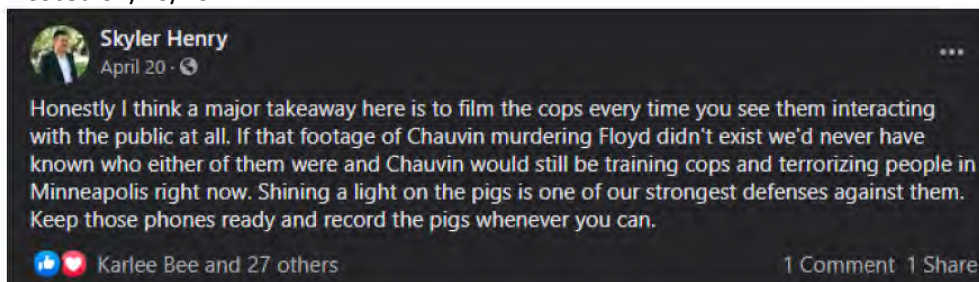 Skyler Henry
April 20 ·
Honestly I think a major takeaway here is to film the cops every time you see them interacting
with the public at all. If that footage of Chauvin murdering Floyd didn't exist we'd never have
known who either of them were and Chauvin would still be training cops and terrorizing people in
Minneapolis right now. Shining a light on the pigs is one of our strongest defenses against them.
Keep those phones ready and record the pigs whenever you can.
Karlee Bee and 27 others 1 Comment 1 Share